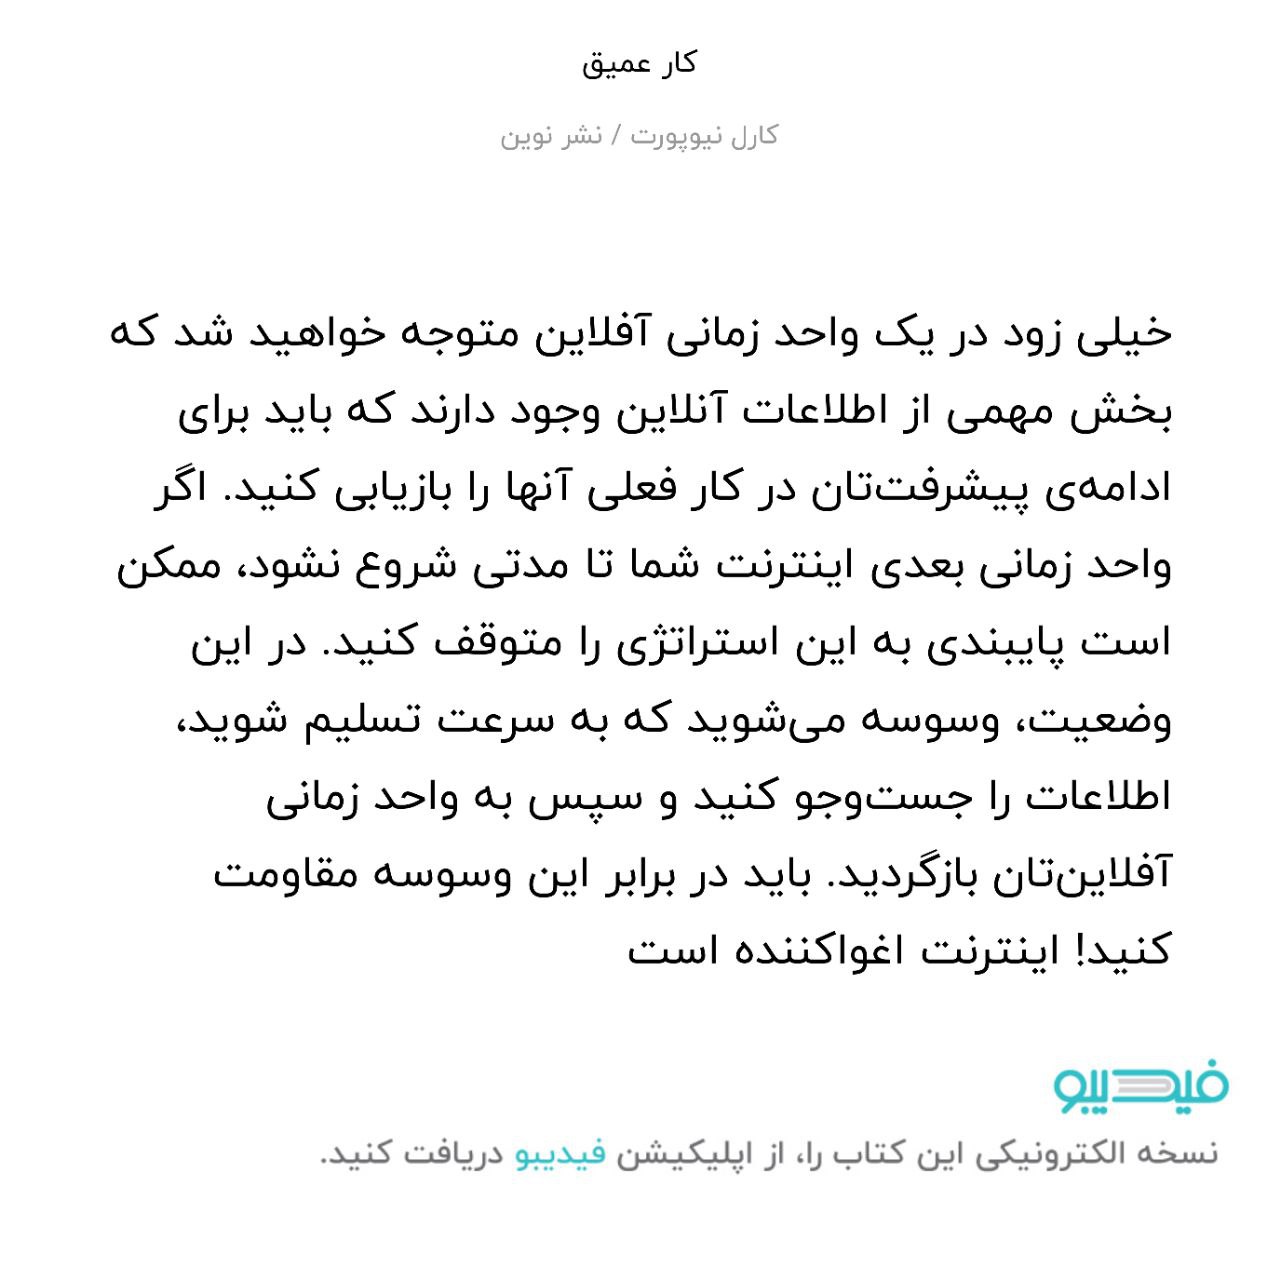 کار عمیق
کارل نیوپورت / نشر نوین
خیلی زود در یک واحد زمانی آفلاین متوجه خواهید شد که
بخش مهمی از اطلاعات آنلاین وجود دارند که باید برای
ادامه‌ی پیشرفت‌تان در کار فعلی آنها را بازیابی کنید. اگر
واحد زمانی بعدی اینترنت شما تا مدتی شروع نشود، ممکن
است پایبندی به این استراتژی را متوقف کنید. در این
وضعیت، وسوسه می‌شوید که به سرعت تسلیم شوید،
اطلاعات را جست‌وجو کنید و سپس به واحد زمانی
آفلاین‌تان بازگردید. باید در برابر این وسوسه مقاومت
کنید! اینترنت اغواکننده است
فیدیبو
نسخه الکترونیکی این کتاب را، از اپلیکیشن فیدیبو دریافت کنید.